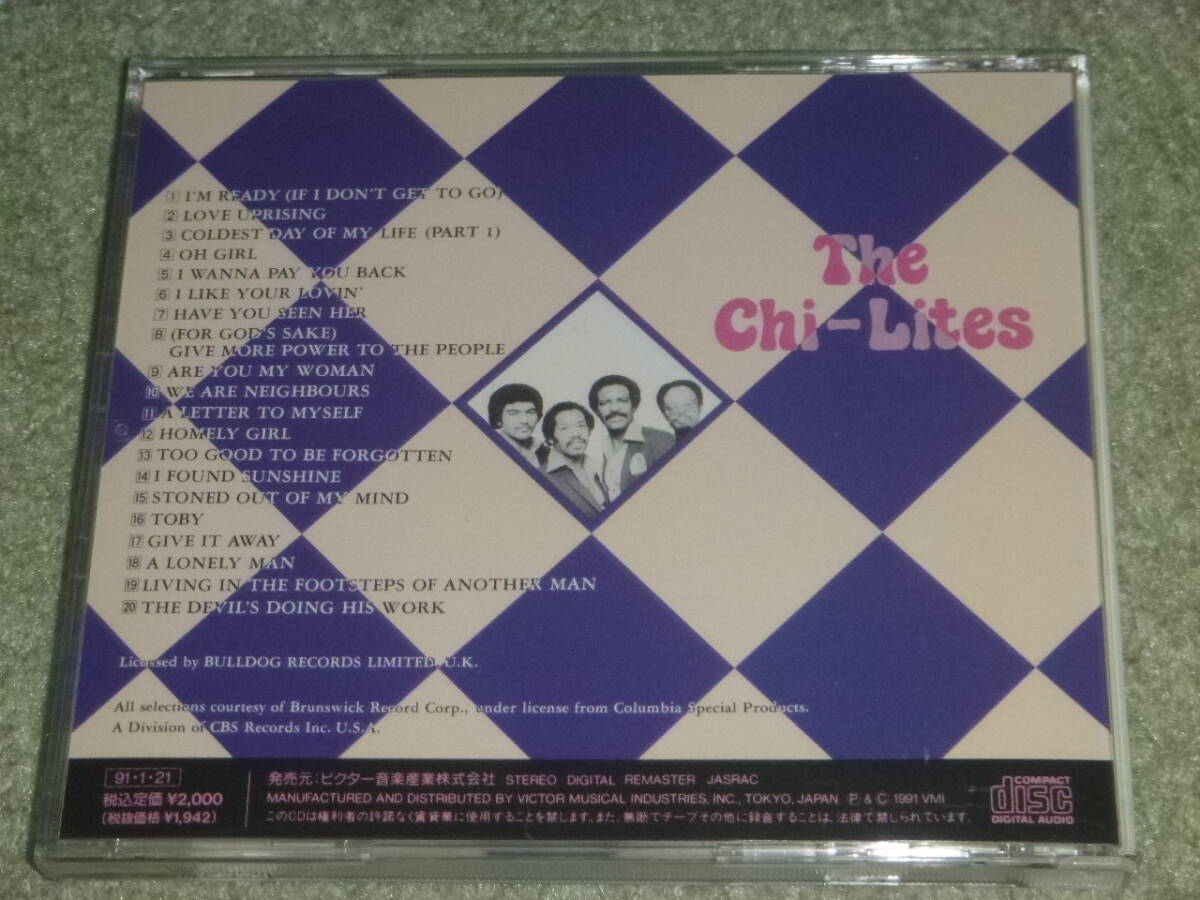 1 I'M READY (IF I DON'T GET TO GO)
2 LOVE UPRISING
3 COLDEST DAY OF MY LIFE (PART 1)
4 OH GIRL
5 I WANNA PAY YOU BACK
6 I LIKE YOUR LOVIN'
7 HAVE YOU SEEN HER
8 (FOR GOD'S SAKE)
GIVE MORE POWER TO THE PEOPLE
9 ARE YOU MY WOMAN
10 WE ARE NEIGHBOURS
11 A LETTER TO MYSELF
12 HOMELY GIRL
13 TOO GOOD TO BE FORGOTTEN
14 I FOUND SUNSHINE
15 STONED OUT OF MY MIND
16 TOBY
17 GIVE IT AWAY
18 A LONELY MAN
19 LIVING IN THE FOOTSTEPS OF ANOTHER MAN
20 THE DEVIL'S DOING HIS WORK
The
Chi-Lites
Licensed by BULLDOG RECORDS LIMITED, U.K.
All selections courtesy of Brunswick Record Corp., under license from Columbia Special Products.
A Division of CBS Records Inc. U.S.A.
91・1・21
税込定価 ¥2,000
(税抜価格 ¥1,942)
発売元：ビクター音楽産業株式会社 STEREO DIGITAL REMASTER JASRAC
MANUFACTURED AND DISTRIBUTED BY VICTOR MUSICAL INDUSTRIES, INC., TOKYO, JAPAN Ⓟ & © 1991 VMI
このCDは権利者の許諾なく賃貸業に使用することを禁じます。また、無断でテープその他に録音することは、法律で禁じられています。
COMPACT
disc
DIGITAL AUDIO